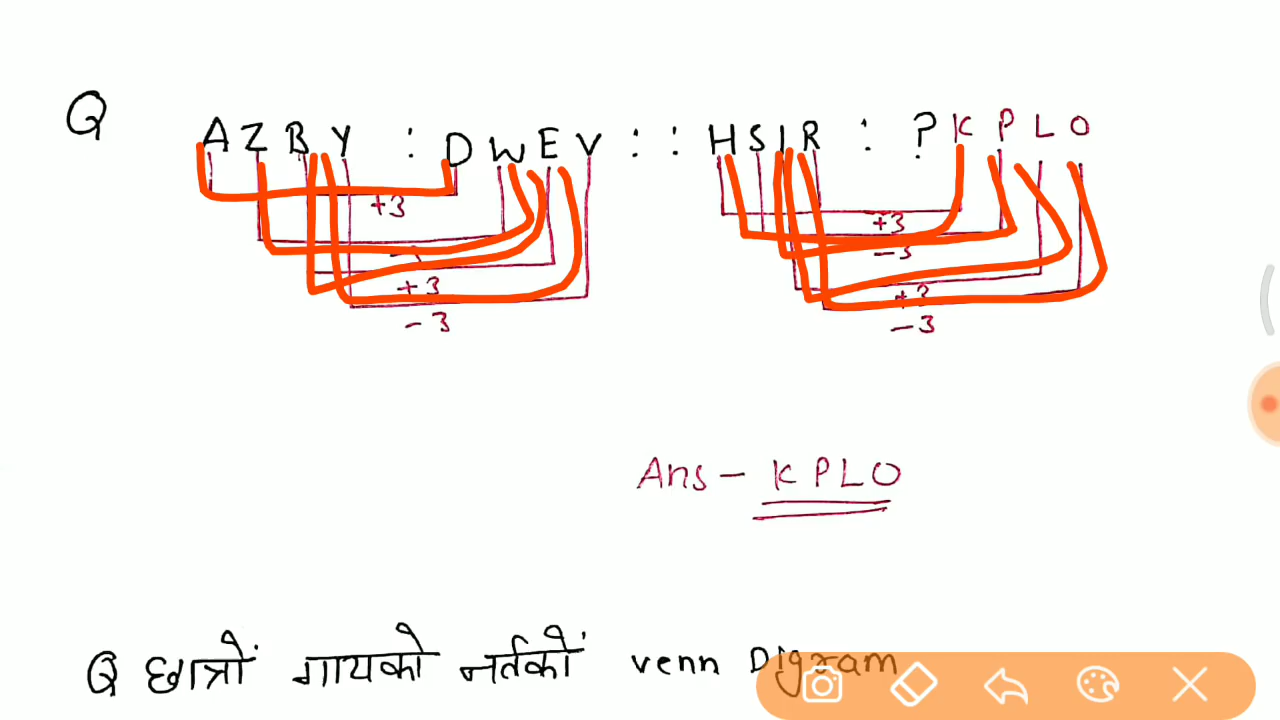 Q AZBY : DWEV :: HSIR : ? KPLO
+3 +3
-3 -3
+3 +3
-3 -3
Ans - KPLO
Q छात्रों गायको नर्तकों venn Digram